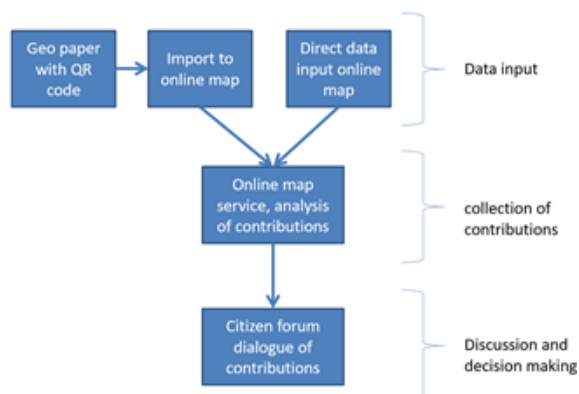 Geo paper
with QR
code
Import to
online map
Direct data
input online
map
Data input
Online map
service, analysis
of contributions
collection of
contributions
Citizen forum
dialogue of
contributions
Discussion and
decision making